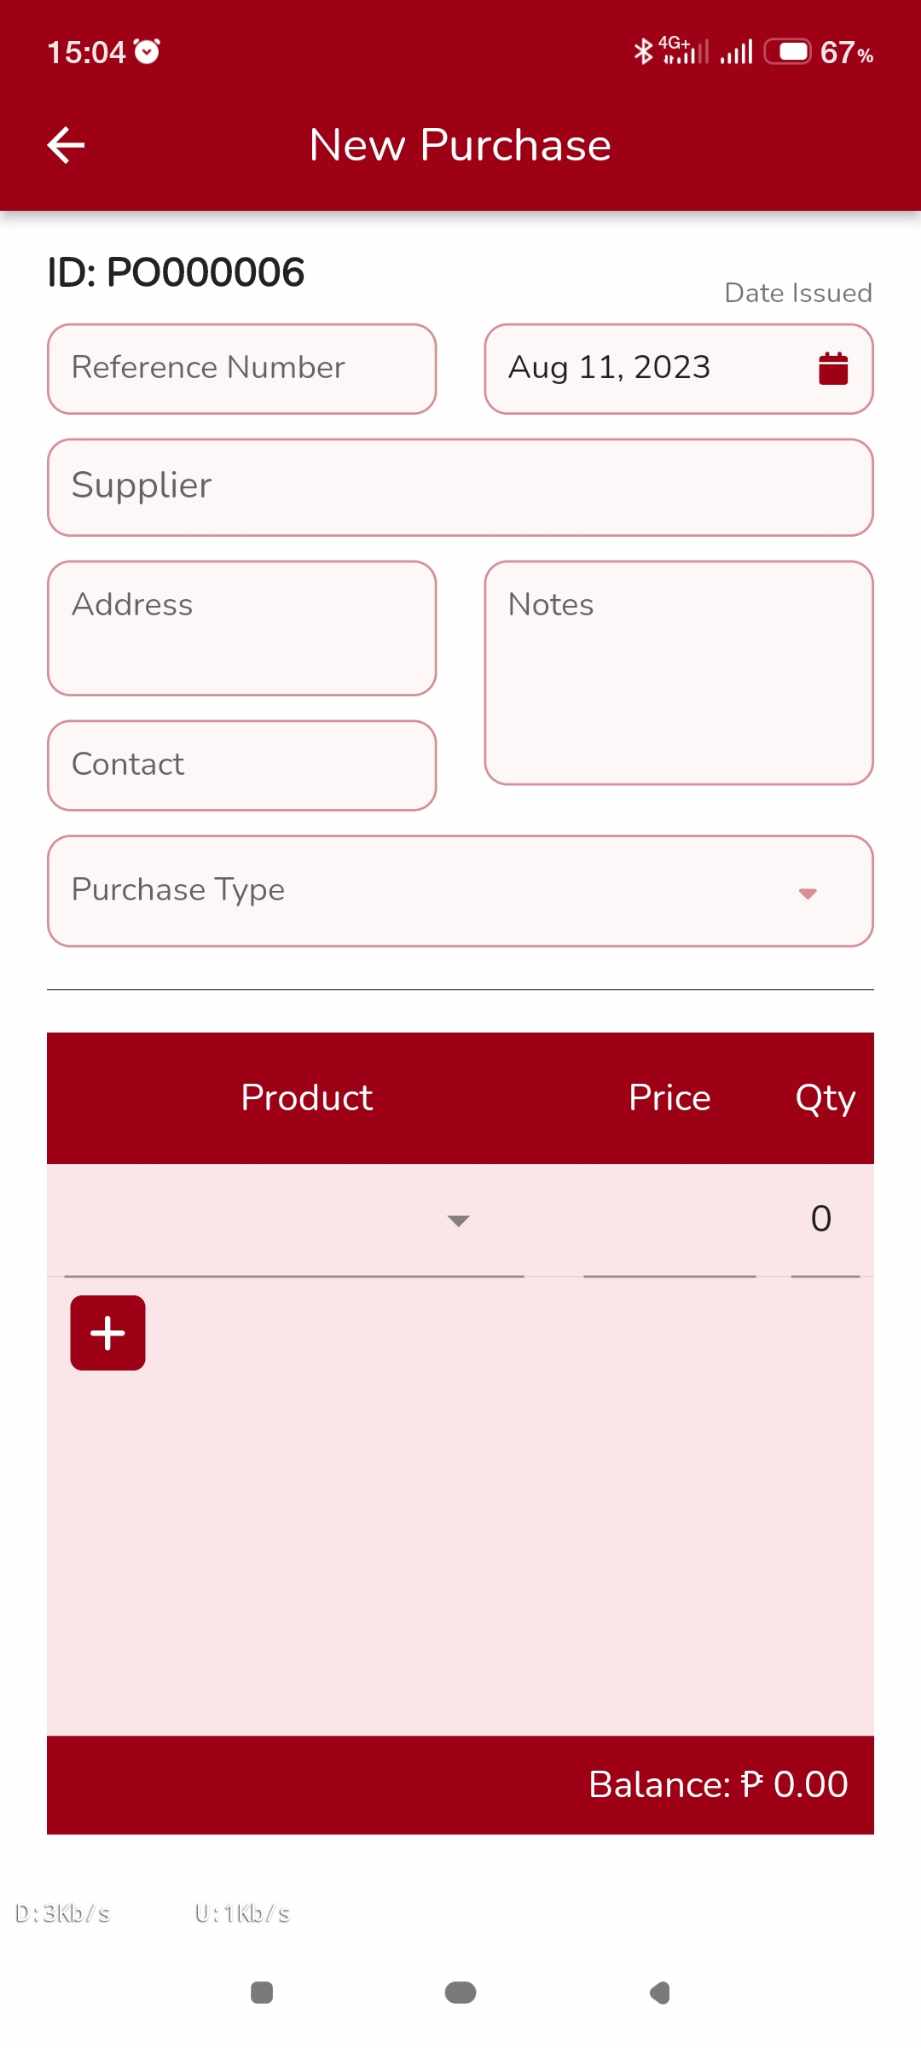 15:04 4G+ 67%
New Purchase
ID: PO000006
Date Issued
Reference Number
Aug 11, 2023
Supplier
Address
Notes
Contact
Purchase Type
Product Price Qty
0
+
Balance: ₱ 0.00
D:3Kb/s U:1Kb/s